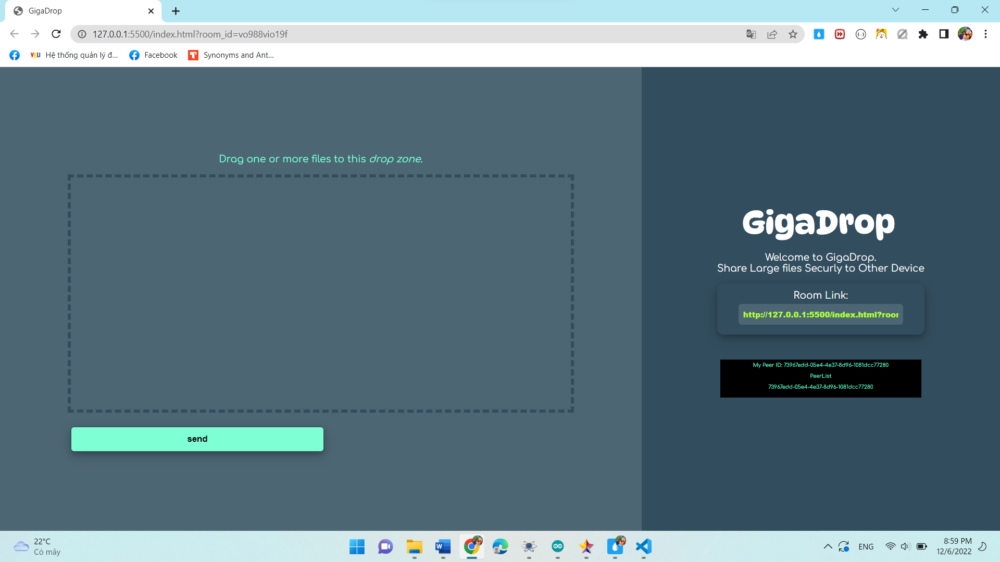 GigaDrop
127.0.0.1:5500/index.html?room_id=vo988vio19f
VKU Hệ thống quản lý đ... Facebook Synonyms and Ant...
Drag one or more files to this drop zone.
send
GigaDrop
Welcome to GigaDrop.
Share Large files Securly to Other Device
Room Link:
http://127.0.0.1:5500/index.html?roor
My Peer ID: 73967edd-05e4-4e37-8d96-1081dcc77280
PeerList
73967edd-05e4-4e37-8d96-1081dcc77280
22°C
Có mây
ENG
8:59 PM
12/6/2022